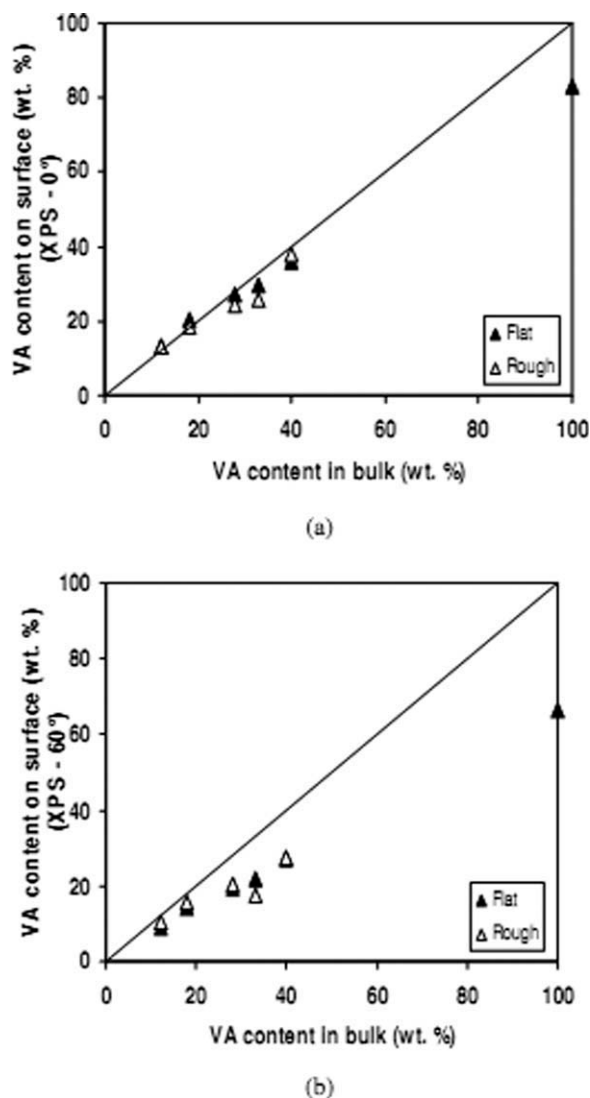 VA content on surface (wt. %)
(XPS - 0°)
100
80
60
40
20
0
Flat
Rough
0 20 40 60 80 100
VA content in bulk (wt. %)
(a)
VA content on surface (wt. %)
(XPS - 60°)
100
80
60
40
20
0
Flat
Rough
0 20 40 60 80 100
VA content in bulk (wt. %)
(b)